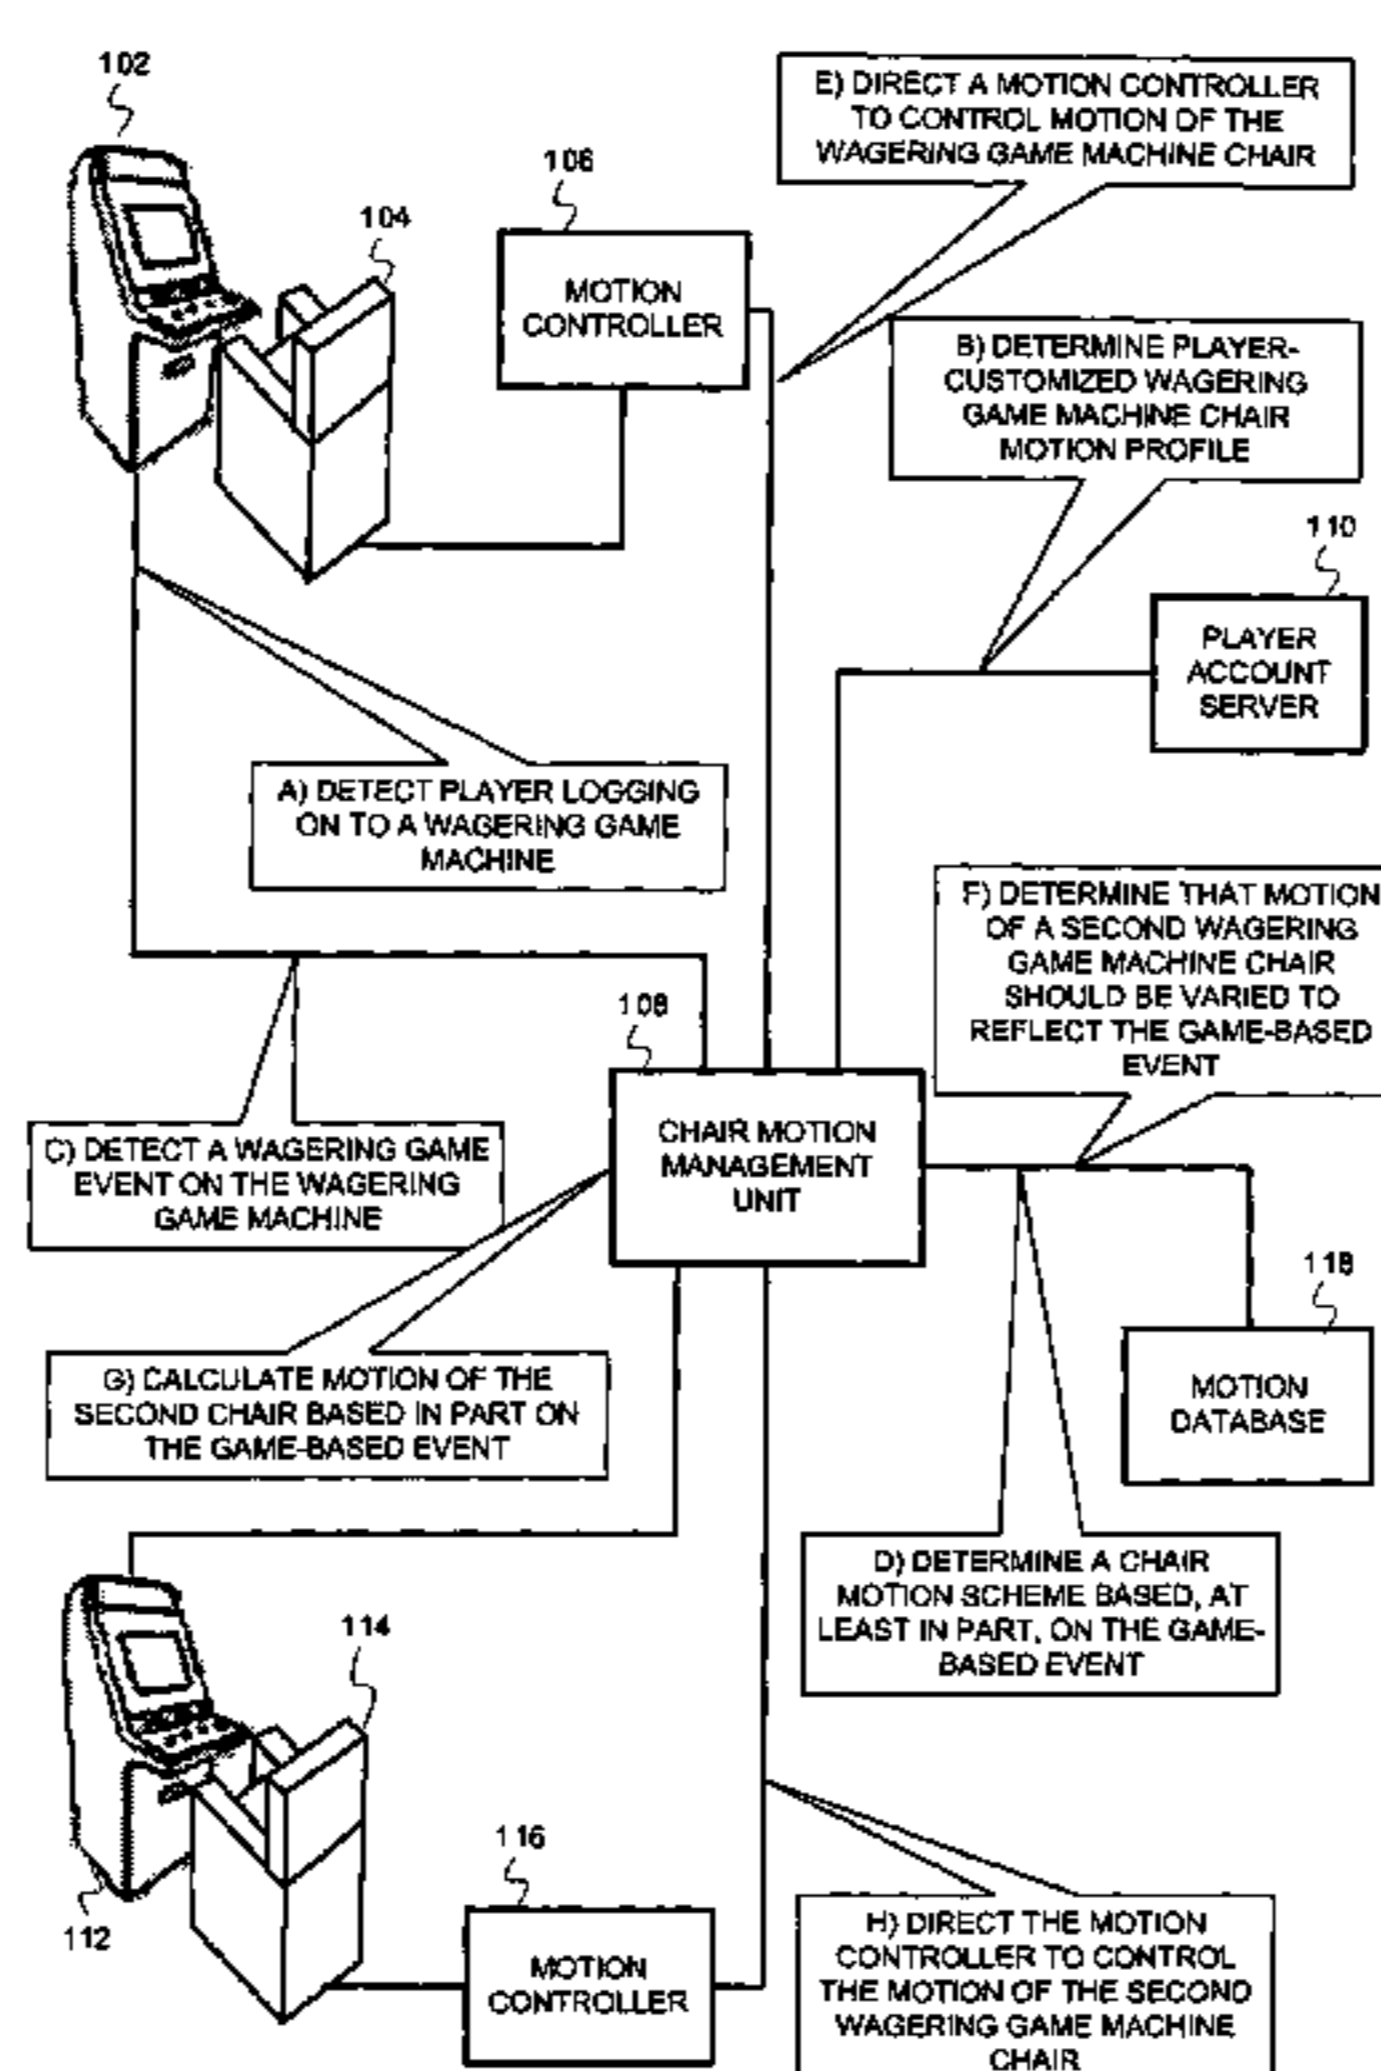 102
E) DIRECT A MOTION CONTROLLER
TO CONTROL MOTION OF THE
WAGERING GAME MACHINE CHAIR
106
104
MOTION
CONTROLLER
B) DETERMINE PLAYER-
CUSTOMIZED WAGERING
GAME MACHINE CHAIR
MOTION PROFILE
110
PLAYER
ACCOUNT
SERVER
A) DETECT PLAYER LOGGING
ON TO A WAGERING GAME
MACHINE
F) DETERMINE THAT MOTION
OF A SECOND WAGERING
GAME MACHINE CHAIR
SHOULD BE VARIED TO
REFLECT THE GAME-BASED
EVENT
108
CHAIR MOTION
MANAGEMENT
UNIT
C) DETECT A WAGERING GAME
EVENT ON THE WAGERING
GAME MACHINE
118
MOTION
DATABASE
G) CALCULATE MOTION OF THE
SECOND CHAIR BASED IN PART ON
THE GAME-BASED EVENT
D) DETERMINE A CHAIR
MOTION SCHEME BASED, AT
LEAST IN PART, ON THE GAME-
BASED EVENT
114
116
112
MOTION
CONTROLLER
H) DIRECT THE MOTION
CONTROLLER TO CONTROL
THE MOTION OF THE SECOND
WAGERING GAME MACHINE
CHAIR